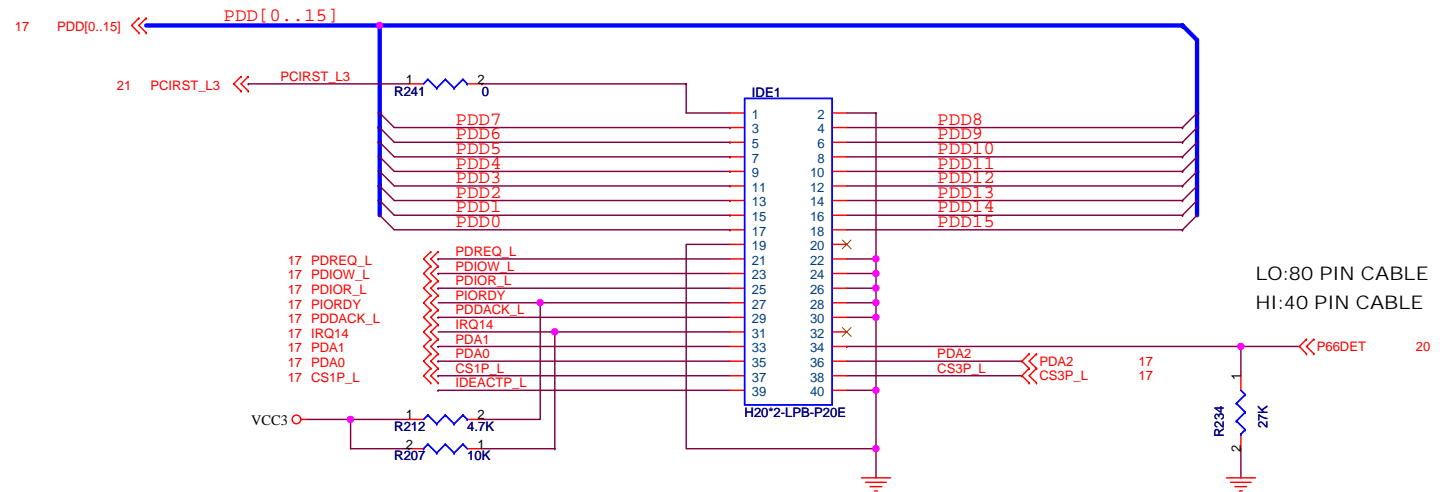 PDD[0..15]
17 PDD[0..15]
21 PCIRST_L3 PCIRST_L3 1 2
R241 0
IDE1
1 2
PDD7 3 4 PDD8
PDD6 5 6 PDD9
PDD5 7 8 PDD10
PDD4 9 10 PDD11
PDD3 11 12 PDD12
PDD2 13 14 PDD13
PDD1 15 16 PDD14
PDD0 17 18 PDD15
19 20
17 PDREQ_L PDREQ_L 21 22
17 PDIOW_L PDIOW_L 23 24
17 PDIOR_L PDIOR_L 25 26
17 PIORDY PIORDY 27 28
17 PDDACK_L PDDACK_L 29 30
17 IRQ14 IRQ14 31 32
17 PDA1 PDA1 33 34
17 PDA0 PDA0 35 36 PDA2 PDA2 17
17 CS1P_L CS1P_L 37 38 CS3P_L CS3P_L 17
IDEACTP_L 39 40
H20*2-LPB-P20E
LO:80 PIN CABLE
HI:40 PIN CABLE
P66DET 20
1
R234 27K
2
VCC3 1 2
R212 4.7K
2 1
R207 10K